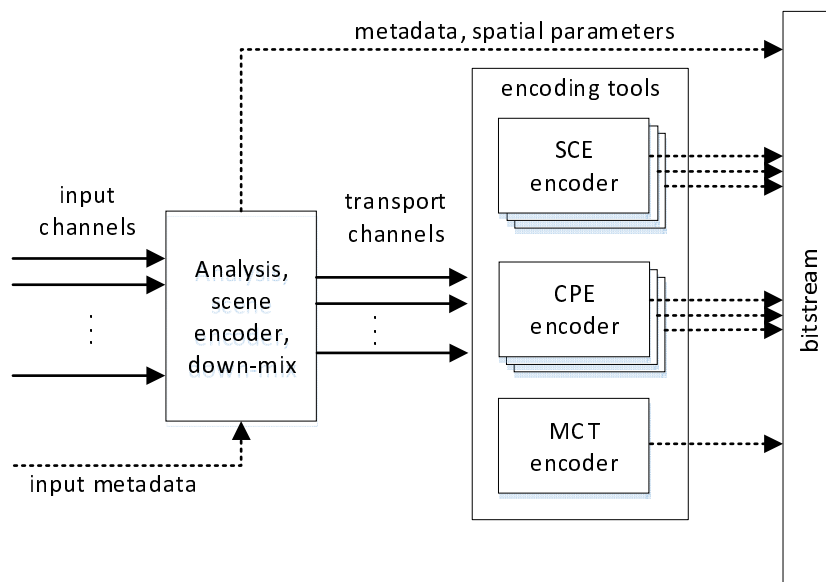 metadata, spatial parameters
encoding tools
SCE
encoder
input
channels
transport
channels
Analysis,
scene
encoder,
down-mix
CPE
encoder
bitstream
MCT
encoder
input metadata